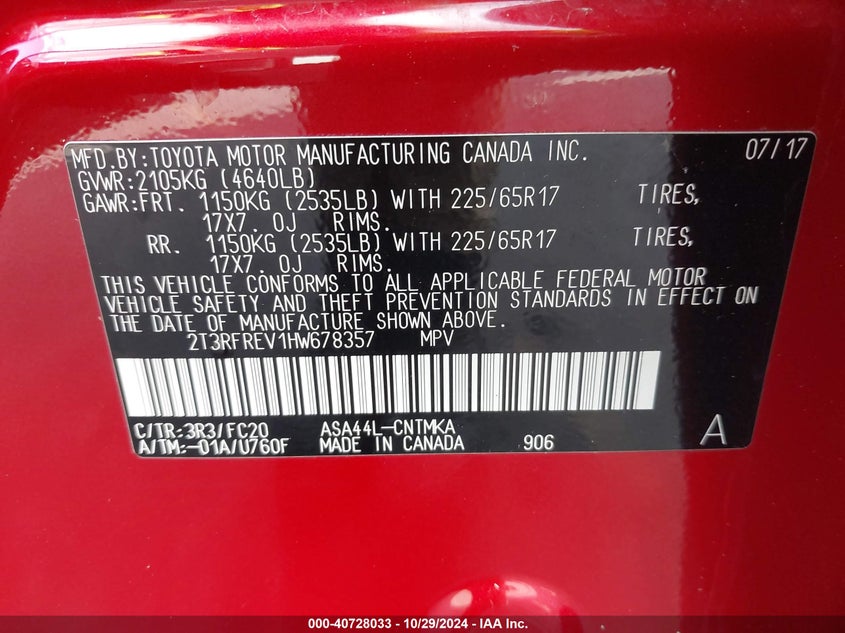 MFD.BY:TOYOTA MOTOR MANUFACTURING CANADA INC. 07/17
GVWR:2105KG (4640LB)
GAWR:FRT. 1150KG (2535LB) WITH 225/65R17 TIRES,
17X7. 0J RIMS.
RR. 1150KG (2535LB) WITH 225/65R17 TIRES,
17X7. 0J RIMS.
THIS VEHICLE CONFORMS TO ALL APPLICABLE FEDERAL MOTOR
VEHICLE SAFETY AND THEFT PREVENTION STANDARDS IN EFFECT ON
THE DATE OF MANUFACTURE SHOWN ABOVE.
2T3RFREV1HW678357 MPV
C/TR:3R3/FC20 ASA44L-CNTMKA
A/TM:-01A/U760F MADE IN CANADA 906 A
000-40728033 - 10/29/2024 - IAA Inc.